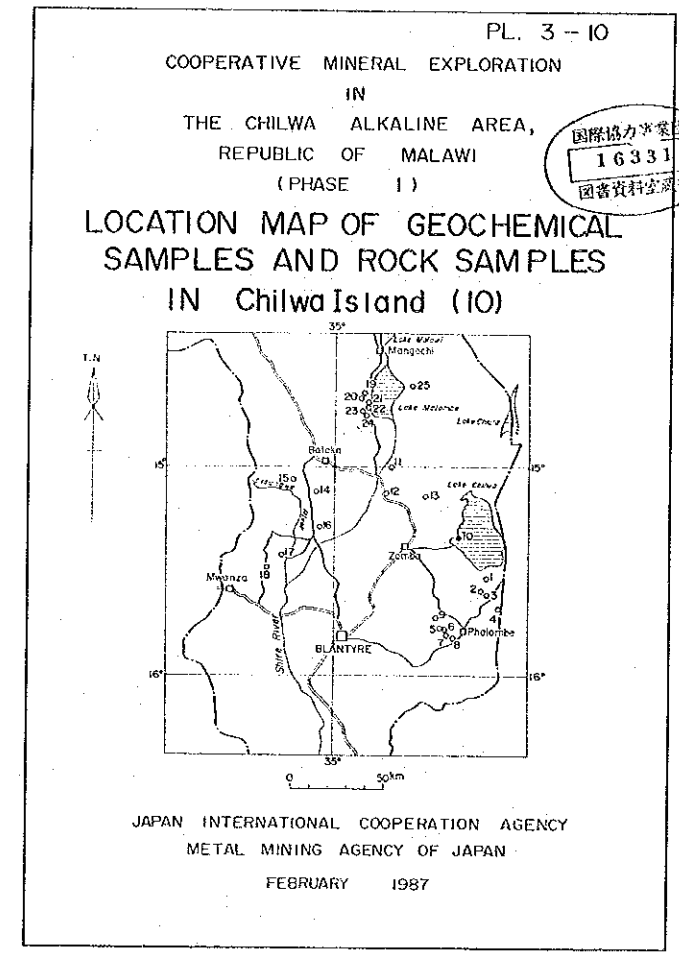 PL. 3-10
COOPERATIVE MINERAL EXPLORATION
IN
THE CHILWA ALKALINE AREA,
REPUBLIC OF MALAWI
(PHASE I)
国際協力事業
16331
図書資料室
LOCATION MAP OF GEOCHEMICAL
SAMPLES AND ROCK SAMPLES
IN Chilwa Island (10)
T.N
35°
Lake Malawi
Mangochi
19
25
20
21
22
Lake Malombe
23
24
Lake Chiuta
Balaka
15°
11
15°
15
14
12
13
Lake Chilwa
16
10
17
Zomba
18
Mwanza
1
2
3
4
9
5
6
Phalombe
7
8
BLANTYRE
Shire River
16°
16°
35°
0
50km
JAPAN INTERNATIONAL COOPERATION AGENCY
METAL MINING AGENCY OF JAPAN
FEBRUARY 1987